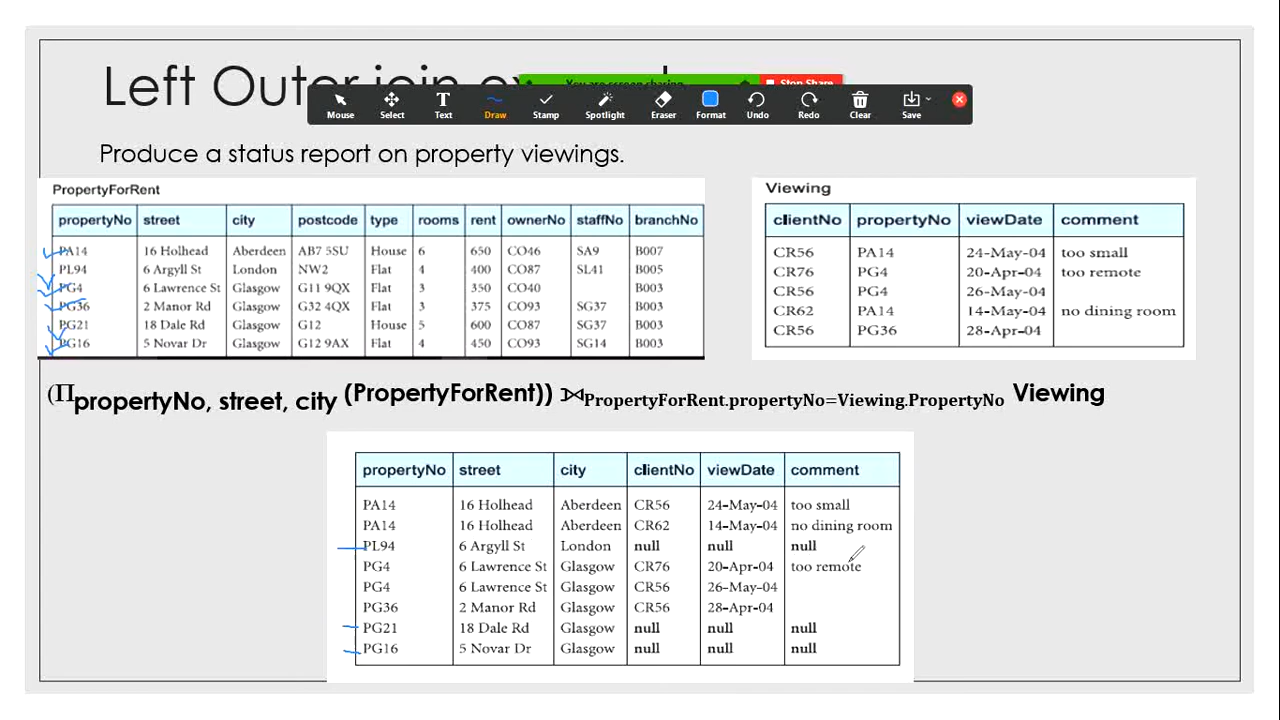 Left Outer join
You are screen sharing
Stop Share
Mouse Select Text Draw Stamp Spotlight Eraser Format Undo Redo Clear Save
Produce a status report on property viewings.
PropertyForRent
propertyNo street city postcode type rooms rent ownerNo staffNo branchNo
PA14 16 Holhead Aberdeen AB7 5SU House 6 650 CO46 SA9 B007
PL94 6 Argyll St London NW2 Flat 4 400 CO87 SL41 B005
PG4 6 Lawrence St Glasgow G11 9QX Flat 3 350 CO40 B003
PG36 2 Manor Rd Glasgow G32 4QX Flat 3 375 CO93 SG37 B003
PG21 18 Dale Rd Glasgow G12 House 5 600 CO87 SG37 B003
PG16 5 Novar Dr Glasgow G12 9AX Flat 4 450 CO93 SG14 B003
Viewing
clientNo propertyNo viewDate comment
CR56 PA14 24-May-04 too small
CR76 PG4 20-Apr-04 too remote
CR56 PG4 26-May-04
CR62 PA14 14-May-04 no dining room
CR56 PG36 28-Apr-04
(Π propertyNo, street, city (PropertyForRent)) ⋊ PropertyForRent.propertyNo=Viewing.PropertyNo Viewing
propertyNo street city clientNo viewDate comment
PA14 16 Holhead Aberdeen CR56 24-May-04 too small
PA14 16 Holhead Aberdeen CR62 14-May-04 no dining room
PL94 6 Argyll St London null null null
PG4 6 Lawrence St Glasgow CR76 20-Apr-04 too remote
PG4 6 Lawrence St Glasgow CR56 26-May-04
PG36 2 Manor Rd Glasgow CR56 28-Apr-04
PG21 18 Dale Rd Glasgow null null null
PG16 5 Novar Dr Glasgow null null null